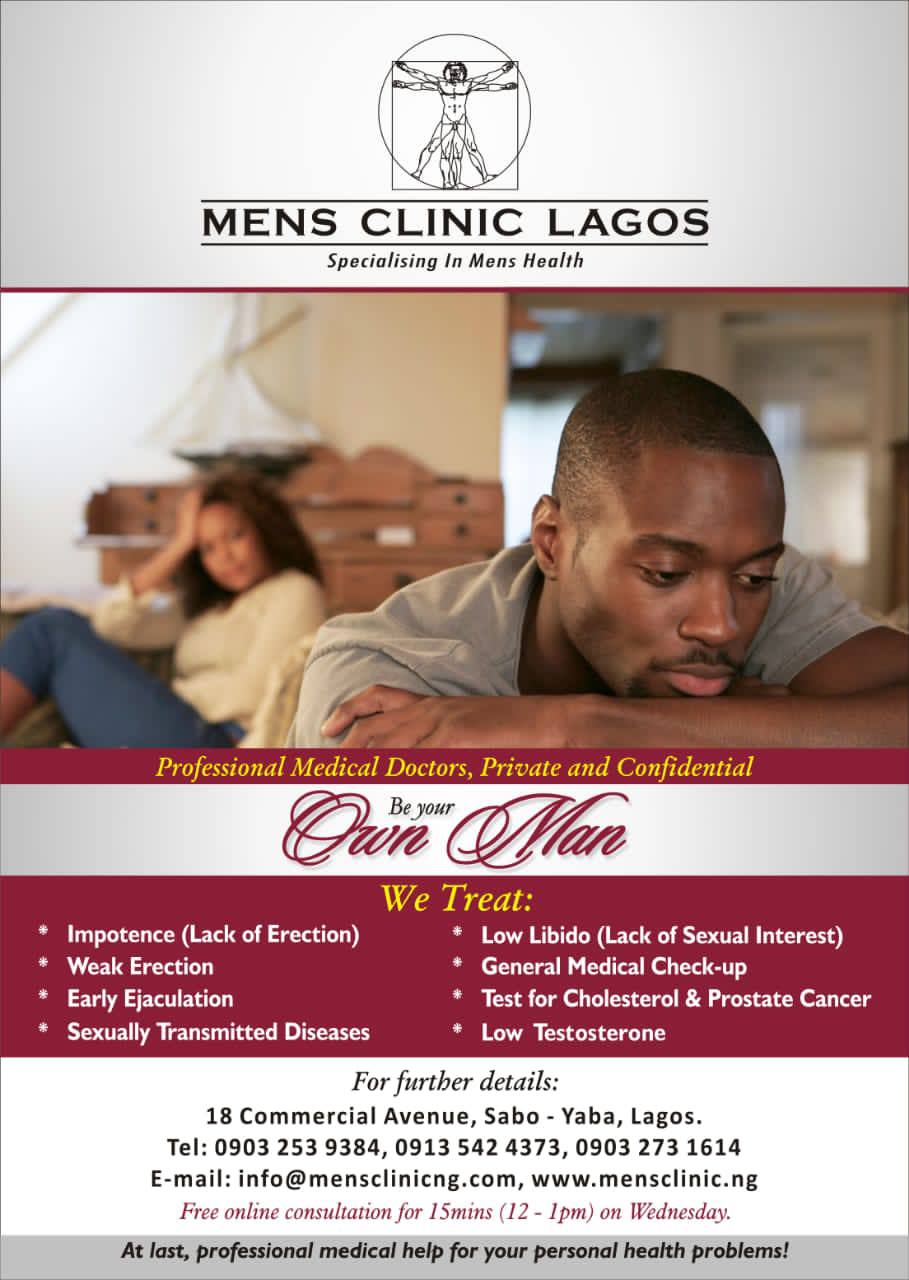 MENS CLINIC LAGOS
Specialising In Mens Health
Professional Medical Doctors, Private and Confidential
Be your
Own Man
We Treat:
* Impotence (Lack of Erection)
* Weak Erection
* Early Ejaculation
* Sexually Transmitted Diseases
* Low Libido (Lack of Sexual Interest)
* General Medical Check-up
* Test for Cholesterol & Prostate Cancer
* Low Testosterone
For further details:
18 Commercial Avenue, Sabo - Yaba, Lagos.
Tel: 0903 253 9384, 0913 542 4373, 0903 273 1614
E-mail: info@mensclinicng.com, www.mensclinic.ng
Free online consultation for 15mins (12 - 1pm) on Wednesday.
At last, professional medical help for your personal health problems!